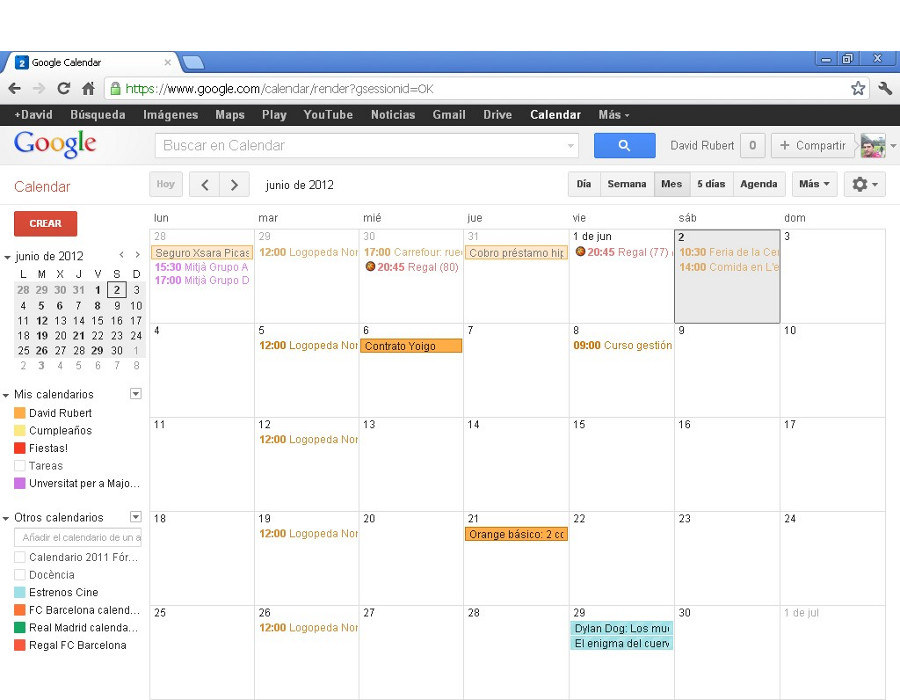 Google Calendar
https://www.google.com/calendar/render?gsessionid=OK
+David Búsqueda Imágenes Maps Play YouTube Noticias Gmail Drive Calendar Más
Google
Buscar en Calendar
David Rubert 0 + Compartir
Calendar
Hoy junio de 2012 Día Semana Mes 5 días Agenda Más
CREAR
junio de 2012
L M X J V S D
28 29 30 31 1 2 3
4 5 6 7 8 9 10
11 12 13 14 15 16 17
18 19 20 21 22 23 24
25 26 27 28 29 30 1
2 3 4 5 6 7 8
Mis calendarios
David Rubert
Cumpleaños
Fiestas!
Tareas
Unversitat per a Majo...
Otros calendarios
Añadir el calendario de un a
Calendario 2011 Fór...
Docència
Estrenos Cine
FC Barcelona calend...
Real Madrid calenda...
Regal FC Barcelona
lun mar mié jue vie sáb dom
28 29 30 31 1 de jun 2 3
Seguro Xsara Picas 12:00 Logopeda Nor 17:00 Carrefour: rue Cobro préstamo hip 20:45 Regal (77) 10:30 Feria de la Ce
15:30 Mitjà Grupo A 20:45 Regal (80) 14:00 Comida en L'e
17:00 Mitjà Grupo D
4 5 6 7 8 9 10
12:00 Logopeda Nor Contrato Yoigo 09:00 Curso gestión
11 12 13 14 15 16 17
12:00 Logopeda Nor
18 19 20 21 22 23 24
12:00 Logopeda Nor Orange básico: 2 cc
25 26 27 28 29 30 1 de jul
12:00 Logopeda Nor Dylan Dog: Los mue
El enigma del cuerv